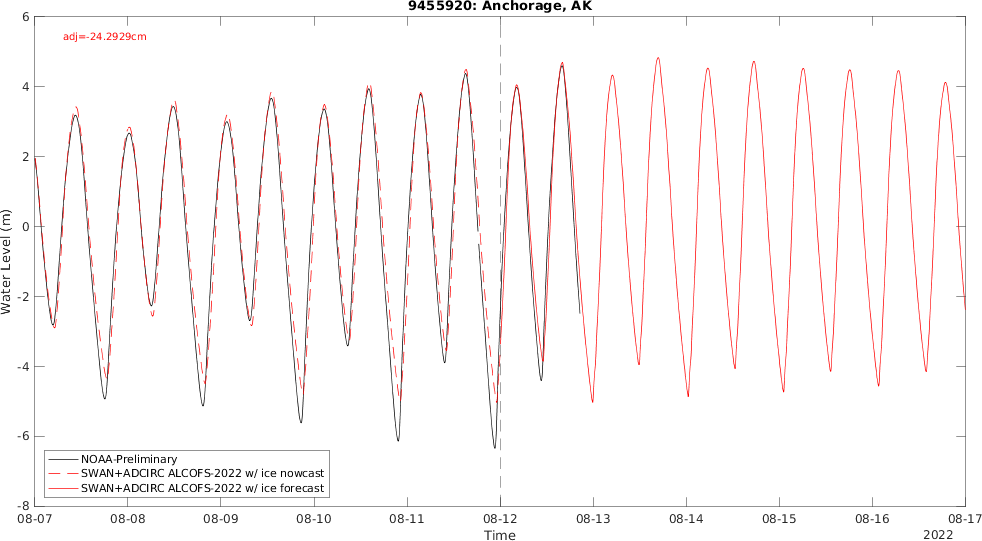 9455920: Anchorage, AK
adj=-24.2929cm
6
4
2
0
-2
-4
-6
-8
Water Level (m)
NOAA-Preliminary
SWAN+ADCIRC ALCOFS-2022 w/ ice nowcast
SWAN+ADCIRC ALCOFS-2022 w/ ice forecast
08-07 08-08 08-09 08-10 08-11 08-12 08-13 08-14 08-15 08-16 08-17
Time
2022